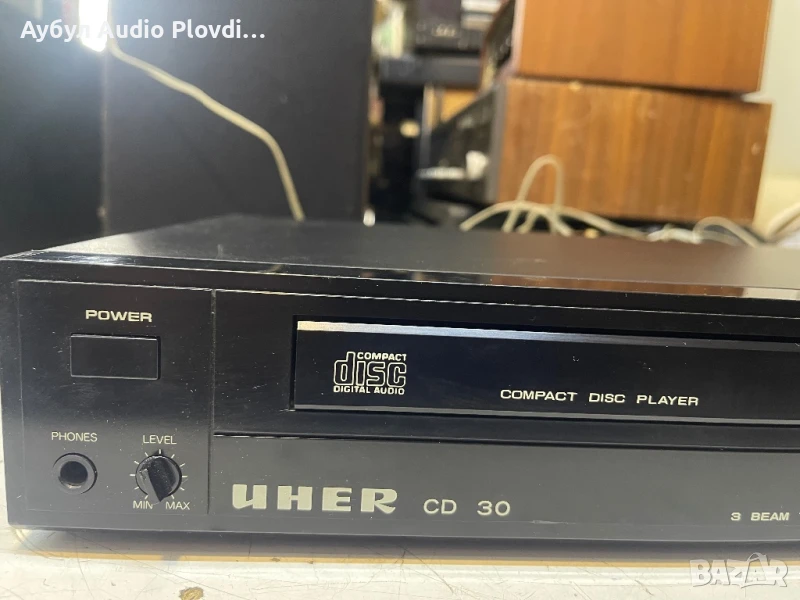 Аубул Audio Plovdi...
POWER
COMPACT
disc
DIGITAL AUDIO
COMPACT DISC PLAYER
PHONES
LEVEL
MIN MAX
UHER CD 30
3 BEAM
BAZAR